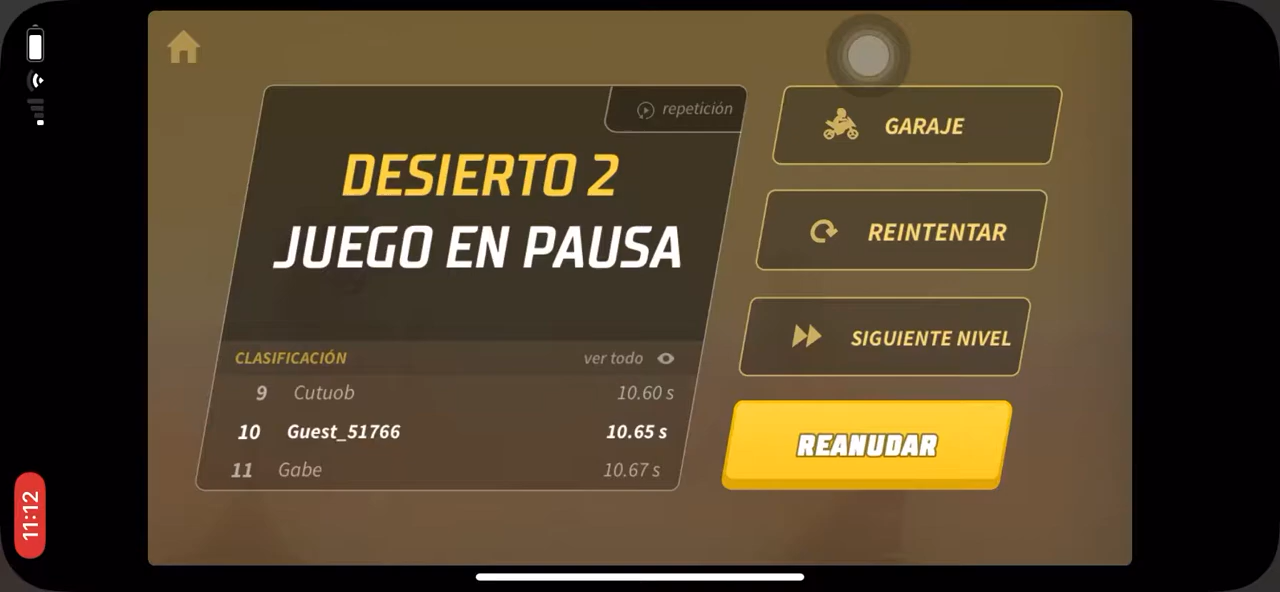 repetición
DESIERTO 2
JUEGO EN PAUSA
CLASIFICACIÓN ver todo
9 Cutuob 10.60 s
10 Guest_51766 10.65 s
11 Gabe 10.67 s
GARAJE
REINTENTAR
SIGUIENTE NIVEL
REANUDAR
11:12